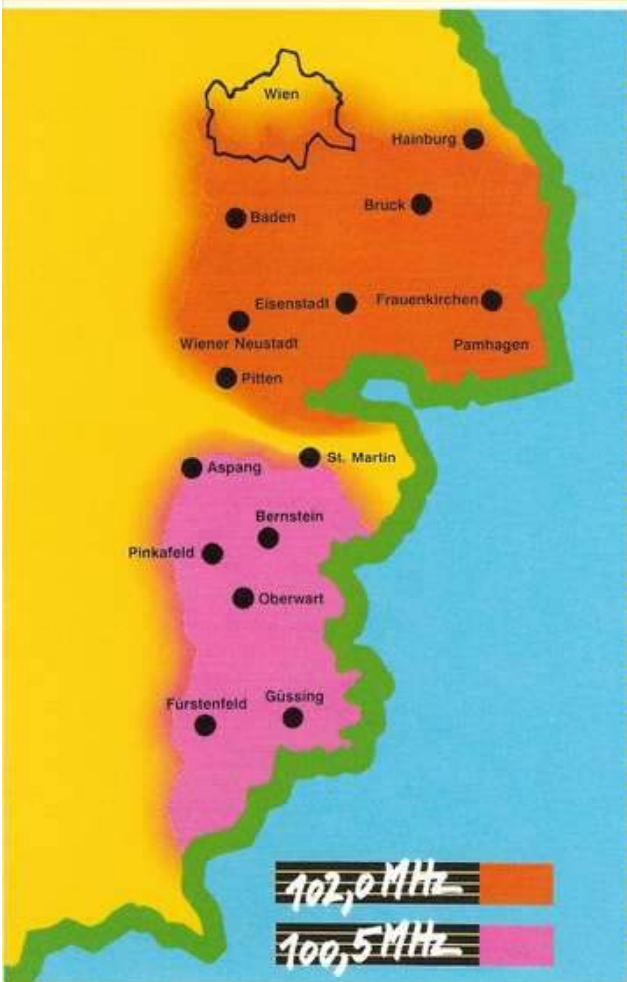 Wien
Hainburg
Bruck
Baden
Eisenstadt
Frauenkirchen
Wiener Neustadt
Pamhagen
Pitten
St. Martin
Aspang
Bernstein
Pinkafeld
Oberwart
Fürstenfeld
Güssing
102,0 MHz
100,5 MHz